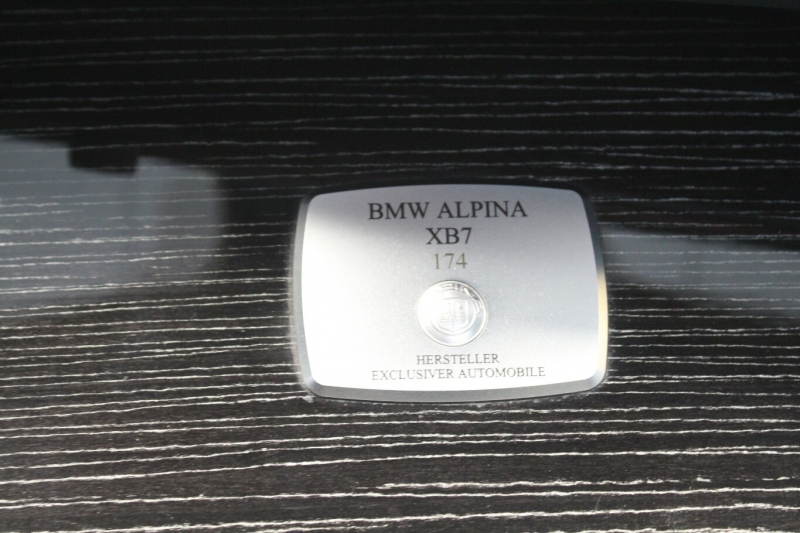 BMW ALPINA
XB7
174
HERSTELLER
EXCLUSIVER AUTOMOBILE